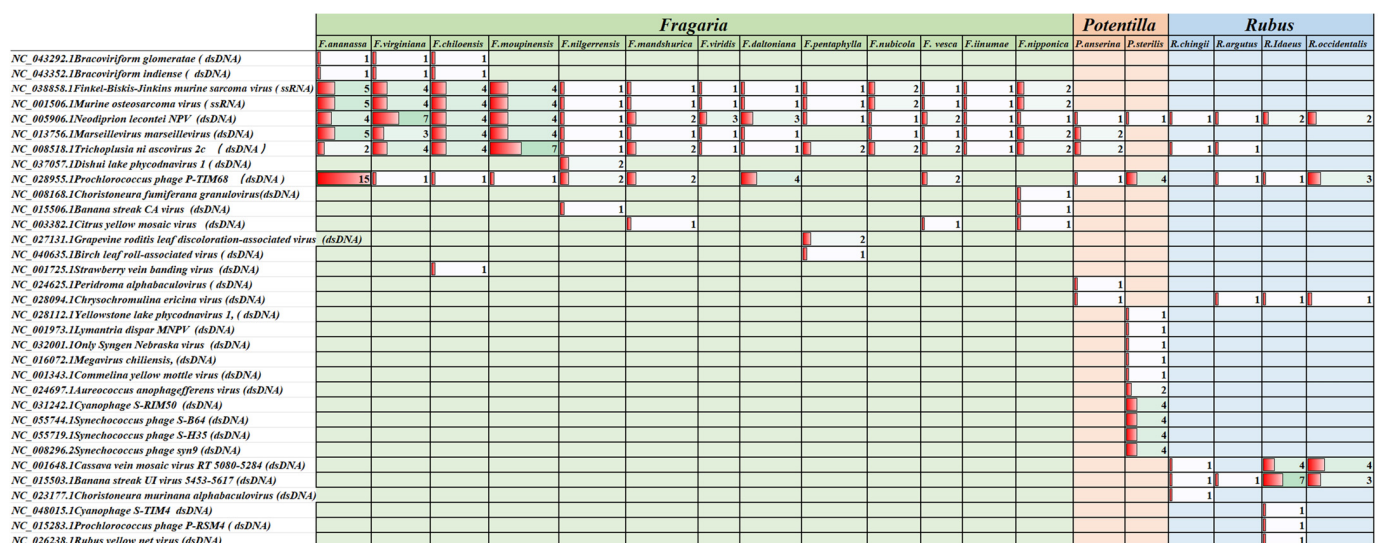 Fragaria Potentilla Rubus
F.ananassa F.virginiana F.chiloensis F.moupinensis F.nilgerrensis F.mandshurica F.viridis F.daltoniana F.pentaphylla F.nubicola F. vesca F.iinumae F.nipponica P.anserina P.sterilis R.chingii R.argutus R.Idaeus R.occidentalis
NC_043292.1Bracoviriform glomeratae ( dsDNA) 1 1 1
NC_043352.1Bracoviriform indiense ( dsDNA) 1 1 1
NC_038858.1Finkel-Biskis-Jinkins murine sarcoma virus ( ssRNA) 5 4 4 4 1 1 1 1 1 2 1 1 2
NC_001506.1Murine osteosarcoma virus ( ssRNA) 5 4 4 4 1 1 1 1 1 2 1 1 2
NC_005906.1Neodiprion lecontei NPV (dsDNA) 4 7 4 4 1 2 3 3 1 1 2 1 1 1 1 1 1 2 2
NC_013756.1Marseillevirus marseillevirus (dsDNA) 5 3 4 4 1 1 1 1 1 1 1 2 2
NC_008518.1Trichoplusia ni ascovirus 2c ( dsDNA ) 2 4 4 7 1 2 1 1 1 2 2 1 2 2 1 1
NC_037057.1Dishui lake phycodnavirus 1 ( dsDNA) 2
NC_028955.1Prochlorococcus phage P-TIM68 (dsDNA ) 15 1 1 1 2 2 4 2 1 4 1 1 3
NC_008168.1Choristoneura fumiferana granulovirus(dsDNA) 1
NC_015506.1Banana streak CA virus (dsDNA) 1 1
NC_003382.1Citrus yellow mosaic virus (dsDNA) 1 1 1
NC_027131.1Grapevine roditis leaf discoloration-associated virus (dsDNA) 2
NC_040635.1Birch leaf roll-associated virus ( dsDNA) 1
NC_001725.1Strawberry vein banding virus (dsDNA) 1
NC_024625.1Peridroma alphabaculovirus ( dsDNA) 1
NC_028094.1Chrysochromulina ericina virus (dsDNA) 1 1 1 1
NC_028112.1Yellowstone lake phycodnavirus 1, ( dsDNA) 1
NC_001973.1Lymantria dispar MNPV (dsDNA) 1
NC_032001.1Only Syngen Nebraska virus (dsDNA) 1
NC_016072.1Megavirus chiliensis, (dsDNA) 1
NC_001343.1Commelina yellow mottle virus (dsDNA) 1
NC_024697.1Aureococcus anophagefferens virus (dsDNA) 2
NC_031242.1Cyanophage S-RIM50 (dsDNA) 4
NC_055744.1Synechococcus phage S-B64 (dsDNA) 4
NC_055719.1Synechococcus phage S-H35 (dsDNA) 4
NC_008296.2Synechococcus phage syn9 (dsDNA) 4
NC_001648.1Cassava vein mosaic virus RT 5080-5284 (dsDNA) 1 4 4
NC_015503.1Banana streak UI virus 5453-5617 (dsDNA) 1 1 7 3
NC_023177.1Choristoneura murinana alphabaculovirus (dsDNA) 1
NC_048015.1Cyanophage S-TIM4 dsDNA) 1
NC_015283.1Prochlorococcus phage P-RSM4 ( dsDNA) 1
NC_026238.1Rubus yellow net virus (dsDNA) 1